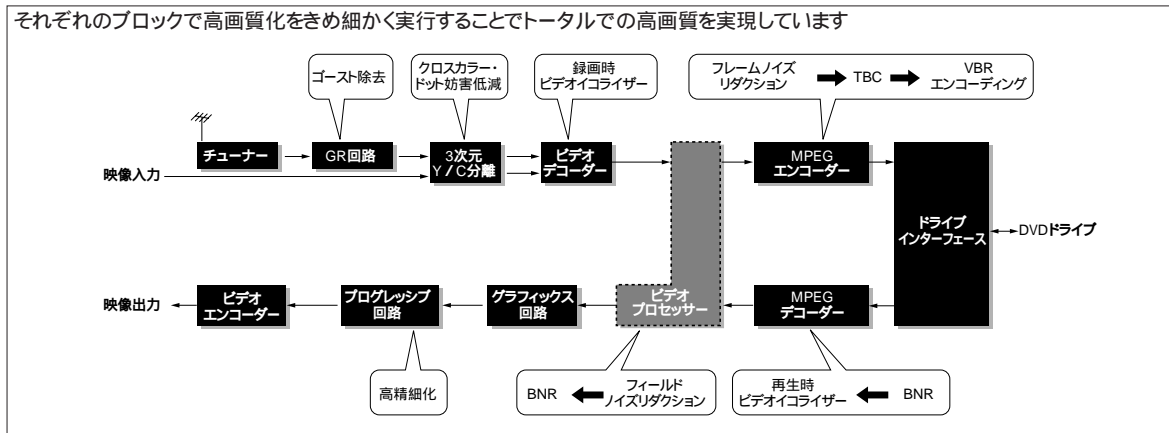 それぞれのブロックで高画質化をきめ細かく実行することでトータルでの高画質を実現しています
ゴースト除去
クロスカラー・
ドット妨害低減
録画時
ビデオイコライザー
フレームノイズ
リダクション
TBC
VBR
エンコーディング
チューナー
GR回路
3次元
Y/C分離
ビデオ
デコーダー
MPEG
エンコーダー
映像入力
ドライブ
インターフェース
DVDドライブ
映像出力
ビデオ
エンコーダー
プログレッシブ
回路
グラフィックス
回路
ビデオ
プロセッサー
MPEG
デコーダー
高精細化
BNR
フィールド
ノイズリダクション
再生時
ビデオイコライザー
BNR